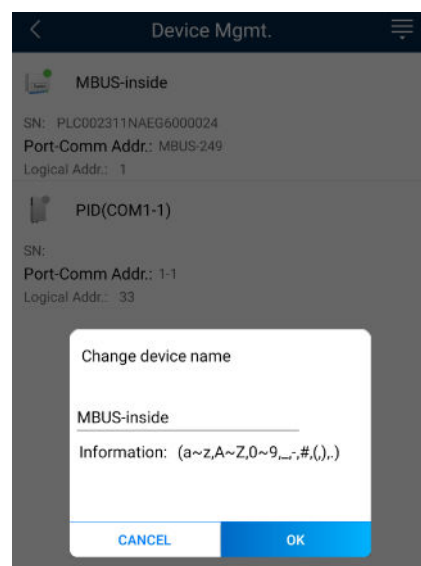 Device Mgmt.
MBUS-inside
SN: PLC002311NAEG6000024
Port-Comm Addr.: MBUS-249
Logical Addr.: 1
PID(COM1-1)
SN:
Port-Comm Addr.: 1-1
Logical Addr.: 33
Change device name
MBUS-inside
Information: (a~z,A~Z,0~9,_,-,#,(,),.)
CANCEL
OK